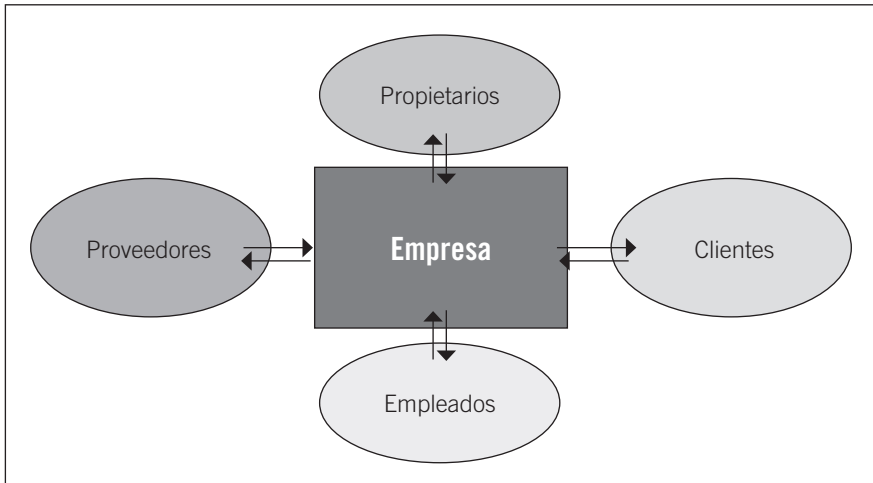 Propietarios
Proveedores
Empresa
Clientes
Empleados